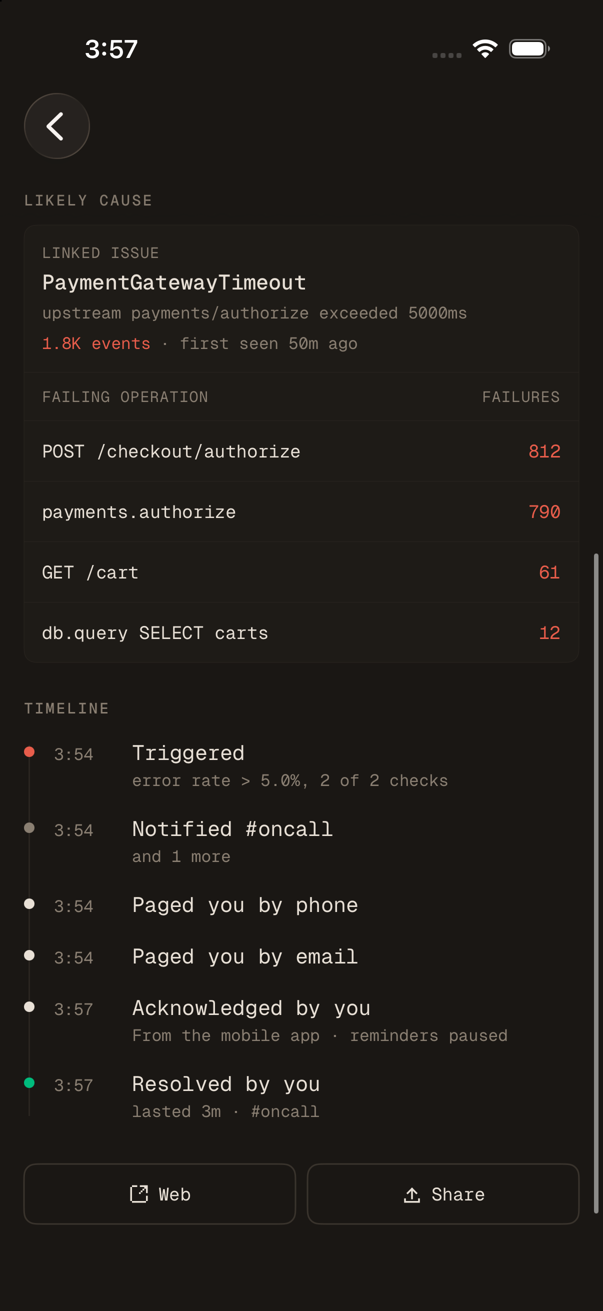 3:57
LIKELY CAUSE
LINKED ISSUE
PaymentGatewayTimeout
upstream payments/authorize exceeded 5000ms
1.8K events · first seen 50m ago
FAILING OPERATION FAILURES
POST /checkout/authorize 812
payments.authorize 790
GET /cart 61
db.query SELECT carts 12
TIMELINE
3:54 Triggered
error rate > 5.0%, 2 of 2 checks
3:54 Notified #oncall
and 1 more
3:54 Paged you by phone
3:54 Paged you by email
3:57 Acknowledged by you
From the mobile app · reminders paused
3:57 Resolved by you
lasted 3m · #oncall
Web Share